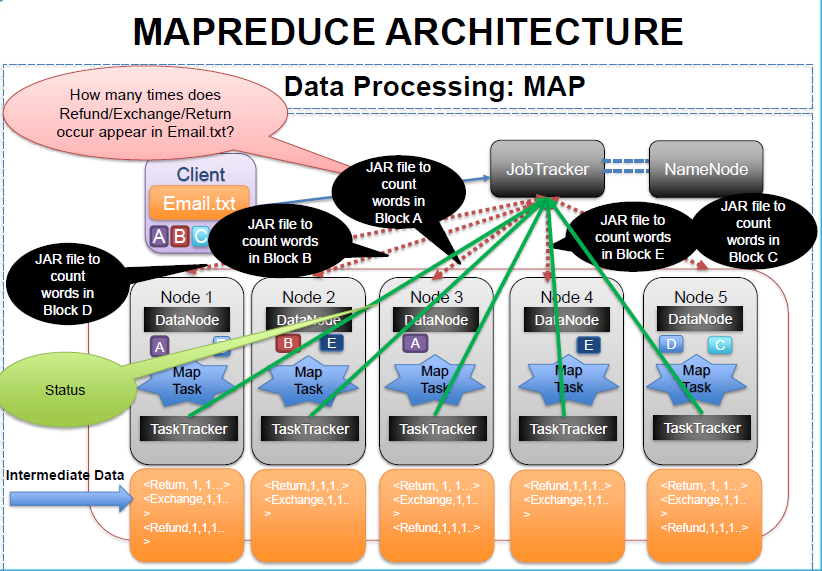 MAPREDUCE ARCHITECTURE
Data Processing: MAP
How many times does
Refund/Exchange/Return
occur appear in Email.txt?
Client
Email.txt
A B C
JobTracker
NameNode
JAR file to
count
words in
Block A
JAR file to
count words
in Block B
JAR file to
count words
in Block E
JAR file to
count
words in
Block C
JAR file to
count
words in
Block D
Node 1
DataNode
A
Map
Task
TaskTracker
Node 2
DataNode
B E
Map
Task
TaskTracker
Node 3
DataNode
A
Map
Task
TaskTracker
Node 4
DataNode
E
Map
Task
TaskTracker
Node 5
DataNode
D C
Map
Task
TaskTracker
Status
Intermediate Data
<Return, 1, 1…>
<Exchange,1,1..
>
<Refund,1,1,1..
>
<Return,1,1,1..>
<Exchange,1,1..
>
<Return, 1, 1…>
<Exchange,1,1..
>
<Refund,1,1,1..>
<Refund,1,1,1..>
<Exchange,1,1..
>
<Return, 1, 1…>
<Exchange,1,1..
>
<Refund,1,1,1..>